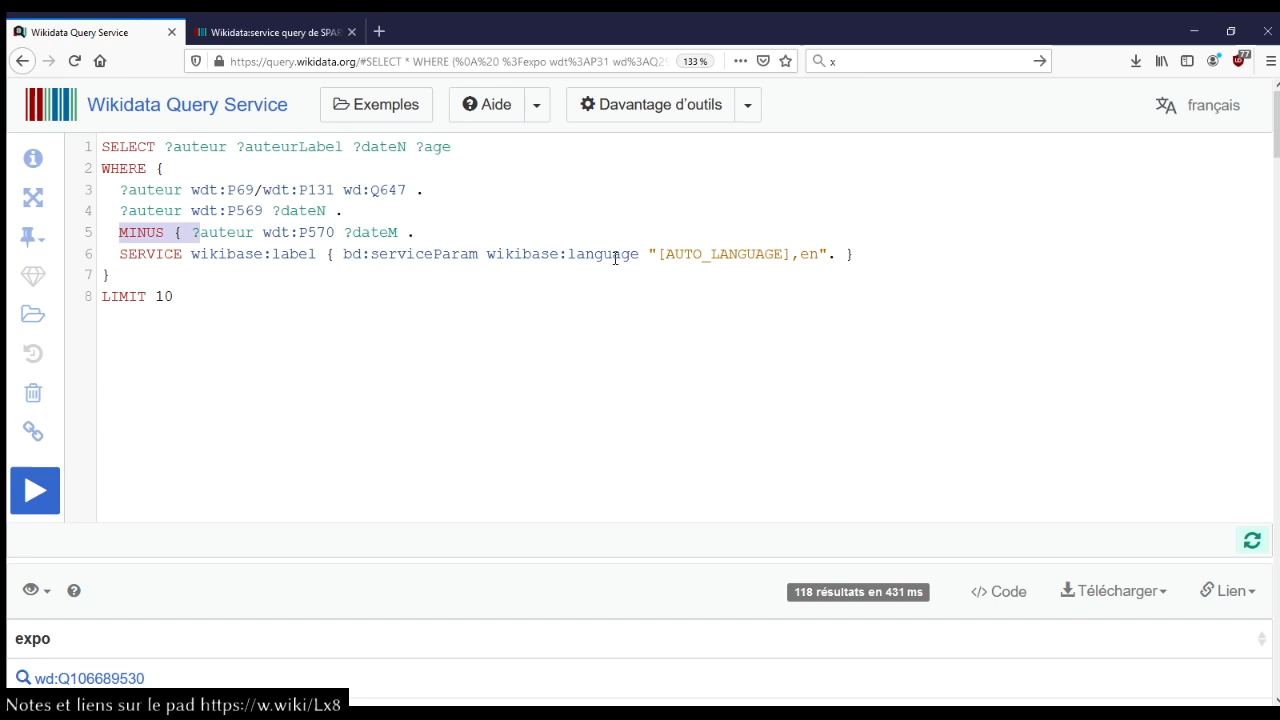 Wikidata Query Service
Wikidata:service query de SPAR
https://query.wikidata.org/#SELECT * WHERE {%0A%20 %3Fexpo wdt%3AP31 wd%3AQ29
133 %
x
77
Wikidata Query Service
Exemples
Aide
Davantage d'outils
français
1 SELECT ?auteur ?auteurLabel ?dateN ?age
2 WHERE {
3 ?auteur wdt:P69/wdt:P131 wd:Q647 .
4 ?auteur wdt:P569 ?dateN .
5 MINUS { ?auteur wdt:P570 ?dateM .
6 SERVICE wikibase:label { bd:serviceParam wikibase:language "[AUTO_LANGUAGE],en". }
7 }
8 LIMIT 10
118 résultats en 431 ms
</> Code
Télécharger
Lien
expo
wd:Q106689530
Notes et liens sur le pad https://w.wiki/Lx8